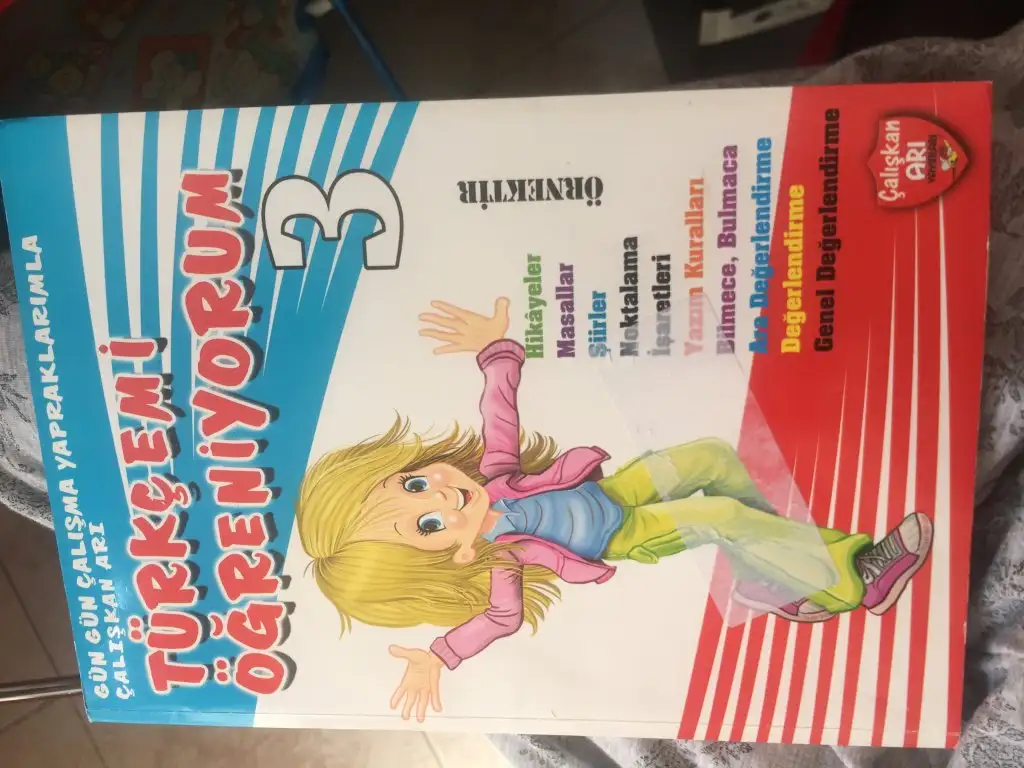 GÜN GÜN ÇALIŞMA YAPRAKLARIMLA
ÇALIŞKAN ARI
TÜRKÇEMİ
ÖĞRENİYORUM
3
ÖRNEKTİR
Hikâyeler
Masallar
Şiirler
Noktalama
İşaretleri
Yazım Kuralları
Bilmece, Bulmaca
Ara Değerlendirme
Değerlendirme
Genel Değerlendirme
Çalışkan
ARI
YAYINLARI